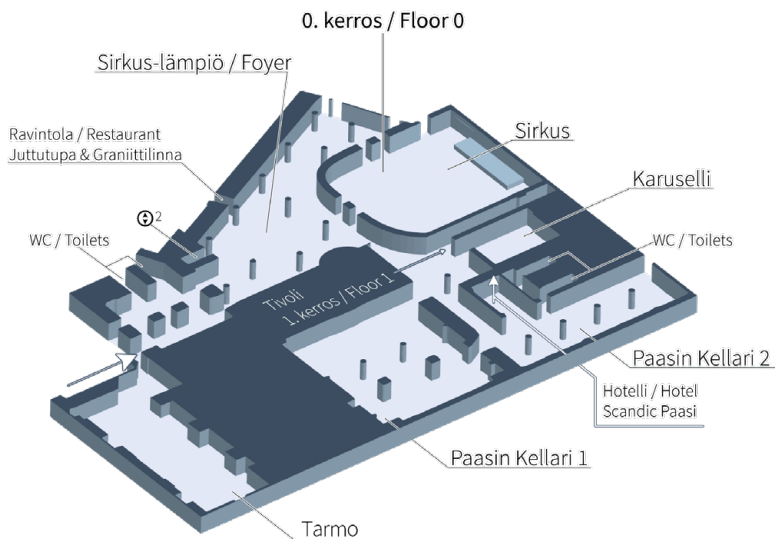 0. kerros / Floor 0
Sirkus-lämpiö / Foyer
Ravintola / Restaurant
Juttutupa & Graniittilinna
Sirkus
Karuselli
2
WC / Toilets
WC / Toilets
Tivoli
1. kerros / Floor 1
Paasin Kellari 2
Hotelli / Hotel
Scandic Paasi
Paasin Kellari 1
Tarmo